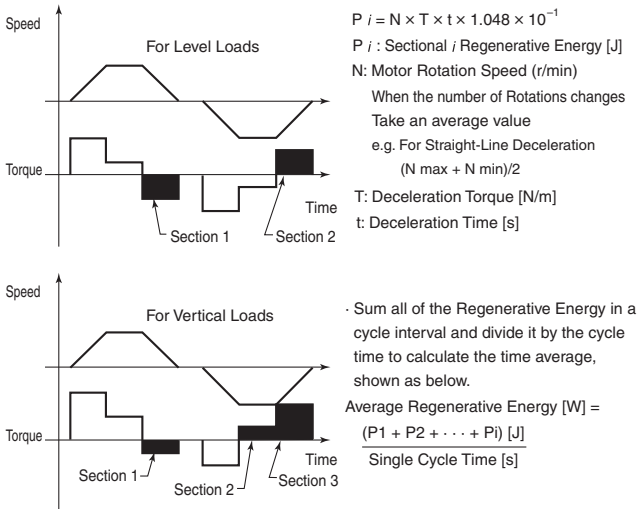 Speed
For Level Loads
Torque
Time
Section 1
Section 2
P i = N × T × t × 1.048 × 10⁻¹
P i : Sectional i Regenerative Energy [J]
N: Motor Rotation Speed (r/min)
When the number of Rotations changes
Take an average value
e.g. For Straight-Line Deceleration
(N max + N min)/2
T: Deceleration Torque [N/m]
t: Deceleration Time [s]
Speed
For Vertical Loads
Torque
Time
Section 1
Section 2
Section 3
· Sum all of the Regenerative Energy in a
cycle interval and divide it by the cycle
time to calculate the time average,
shown as below.
Average Regenerative Energy [W] =
(P1 + P2 + · · · + Pi) [J]
Single Cycle Time [s]